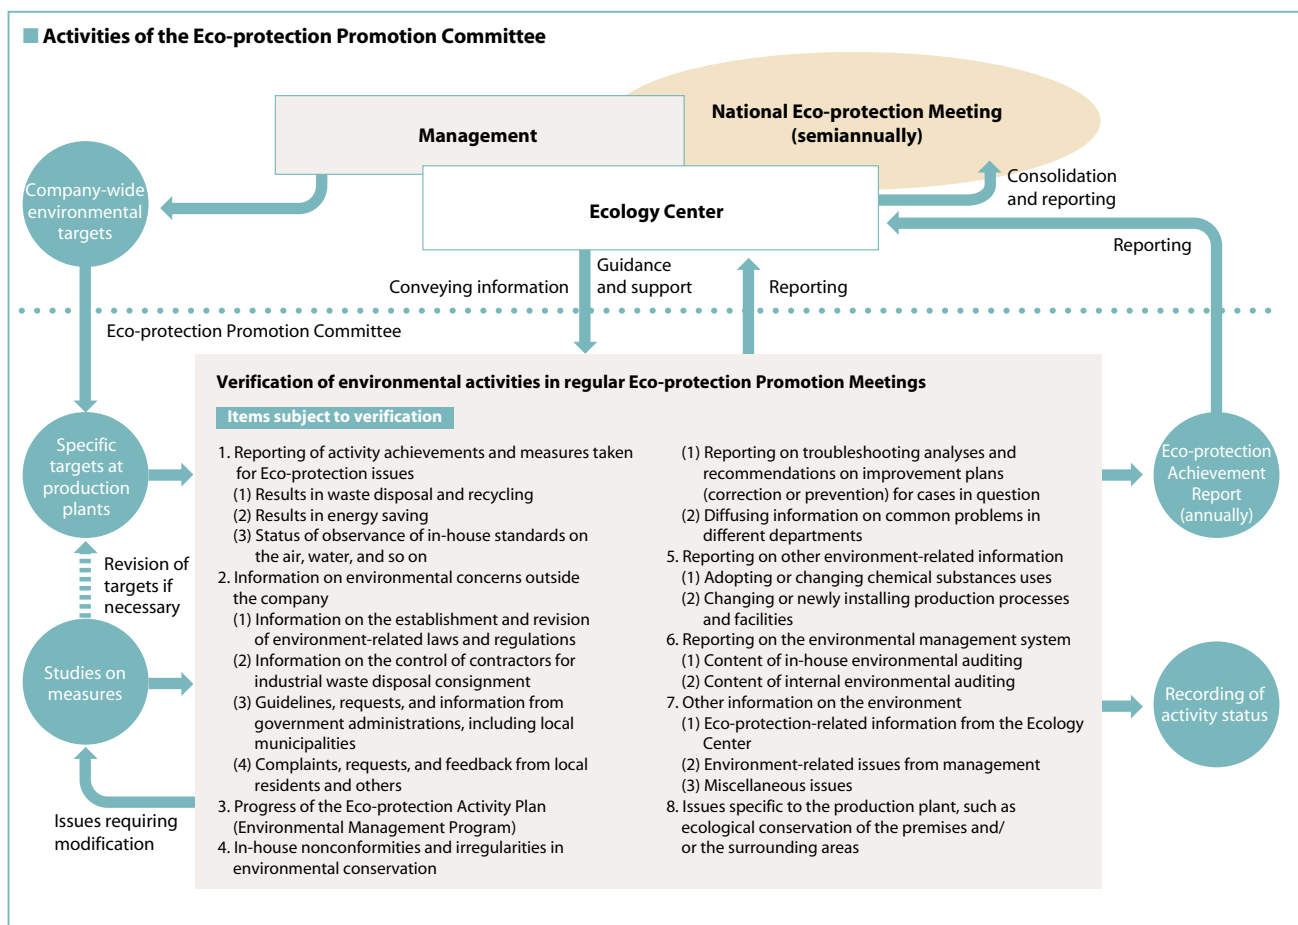 Activities of the Eco-protection Promotion Committee
National Eco-protection Meeting
(semiannually)
Management
Company-wide
environmental
targets
Ecology Center
Consolidation
and reporting
Reporting
Conveying information
Guidance
and support
Reporting
Eco-protection Promotion Committee
Verification of environmental activities in regular Eco-protection Promotion Meetings
Items subject to verification
Specific
targets at
production
plants
Revision of
targets if
necessary
Studies on
measures
Issues requiring
modification
1. Reporting of activity achievements and measures taken
for Eco-protection issues
(1) Results in waste disposal and recycling
(2) Results in energy saving
(3) Status of observance of in-house standards on
the air, water, and so on
2. Information on environmental concerns outside
the company
(1) Information on the establishment and revision
of environment-related laws and regulations
(2) Information on the control of contractors for
industrial waste disposal consignment
(3) Guidelines, requests, and information from
government administrations, including local
municipalities
(4) Complaints, requests, and feedback from local
residents and others
3. Progress of the Eco-protection Activity Plan
(Environmental Management Program)
4. In-house nonconformities and irregularities in
environmental conservation
(1) Reporting on troubleshooting analyses and
recommendations on improvement plans
(correction or prevention) for cases in question
(2) Diffusing information on common problems in
different departments
5. Reporting on other environment-related information
(1) Adopting or changing chemical substances uses
(2) Changing or newly installing production processes
and facilities
6. Reporting on the environmental management system
(1) Content of in-house environmental auditing
(2) Content of internal environmental auditing
7. Other information on the environment
(1) Eco-protection-related information from the Ecology
Center
(2) Environment-related issues from management
(3) Miscellaneous issues
8. Issues specific to the production plant, such as
ecological conservation of the premises and/
or the surrounding areas
Eco-protection
Achievement
Report
(annually)
Recording of
activity status